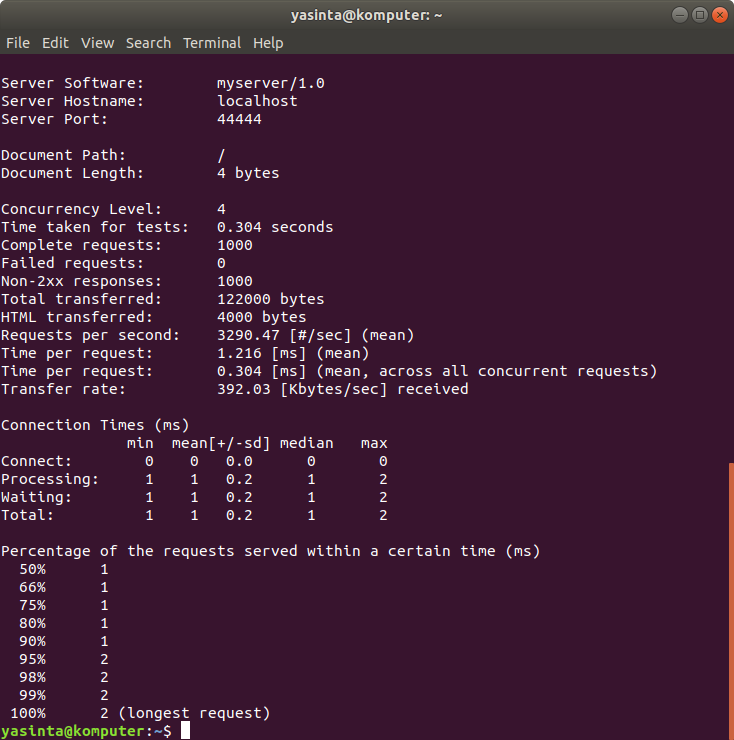 yasinta@komputer: ~
File Edit View Search Terminal Help
Server Software:        myserver/1.0
Server Hostname:        localhost
Server Port:            44444
Document Path:          /
Document Length:        4 bytes
Concurrency Level:      4
Time taken for tests:   0.304 seconds
Complete requests:      1000
Failed requests:        0
Non-2xx responses:      1000
Total transferred:      122000 bytes
HTML transferred:       4000 bytes
Requests per second:    3290.47 [#/sec] (mean)
Time per request:       1.216 [ms] (mean)
Time per request:       0.304 [ms] (mean, across all concurrent requests)
Transfer rate:          392.03 [Kbytes/sec] received
Connection Times (ms)
              min  mean[+/-sd] median   max
Connect:        0    0   0.0      0       0
Processing:     1    1   0.2      1       2
Waiting:        1    1   0.2      1       2
Total:          1    1   0.2      1       2
Percentage of the requests served within a certain time (ms)
  50%      1
  66%      1
  75%      1
  80%      1
  90%      1
  95%      2
  98%      2
  99%      2
 100%      2 (longest request)
yasinta@komputer:~$